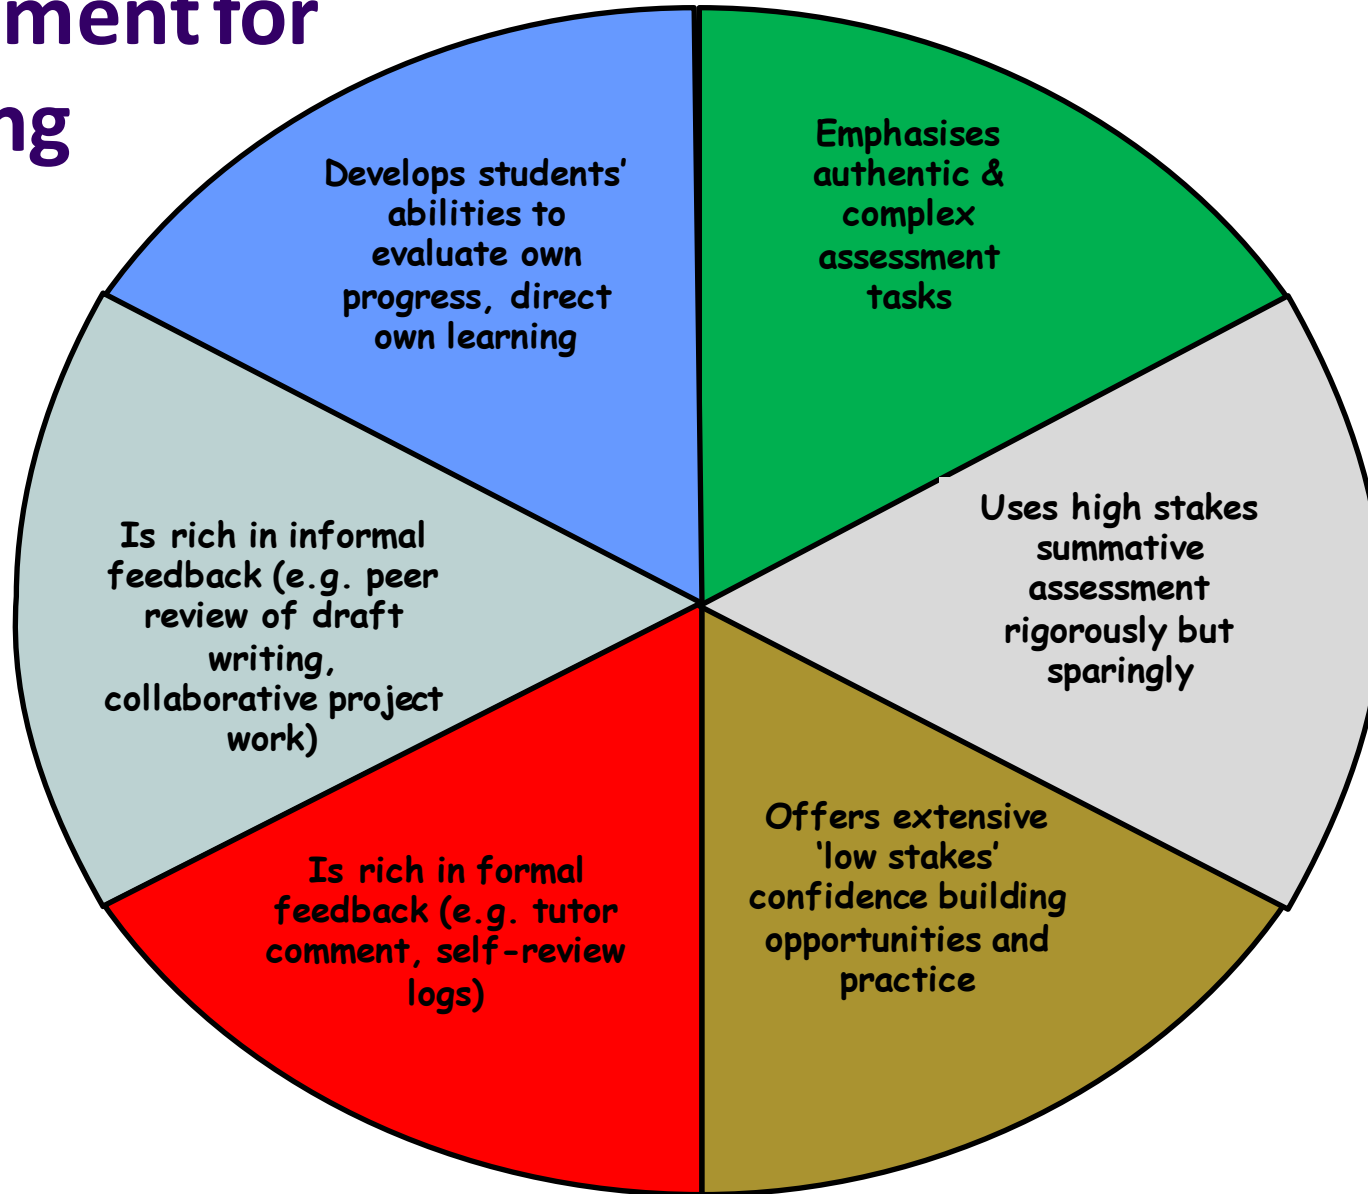 ment for
ng
Develops students’
abilities to
evaluate own
progress, direct
own learning
Emphasises
authentic &
complex
assessment
tasks
Uses high stakes
summative
assessment
rigorously but
sparingly
Offers extensive
‘low stakes’
confidence building
opportunities and
practice
Is rich in formal
feedback (e.g. tutor
comment, self-review
logs)
Is rich in informal
feedback (e.g. peer
review of draft
writing,
collaborative project
work)